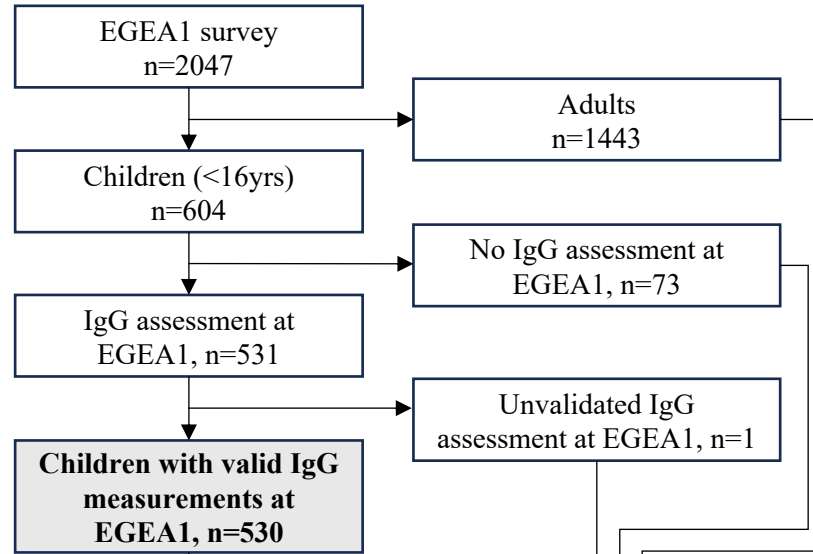 EGEA1 survey
n=2047
Adults
n=1443
Children (<16yrs)
n=604
No IgG assessment at
EGEA1, n=73
IgG assessment at
EGEA1, n=531
Unvalidated IgG
assessment at EGEA1, n=1
Children with valid IgG
measurements at
EGEA1, n=530